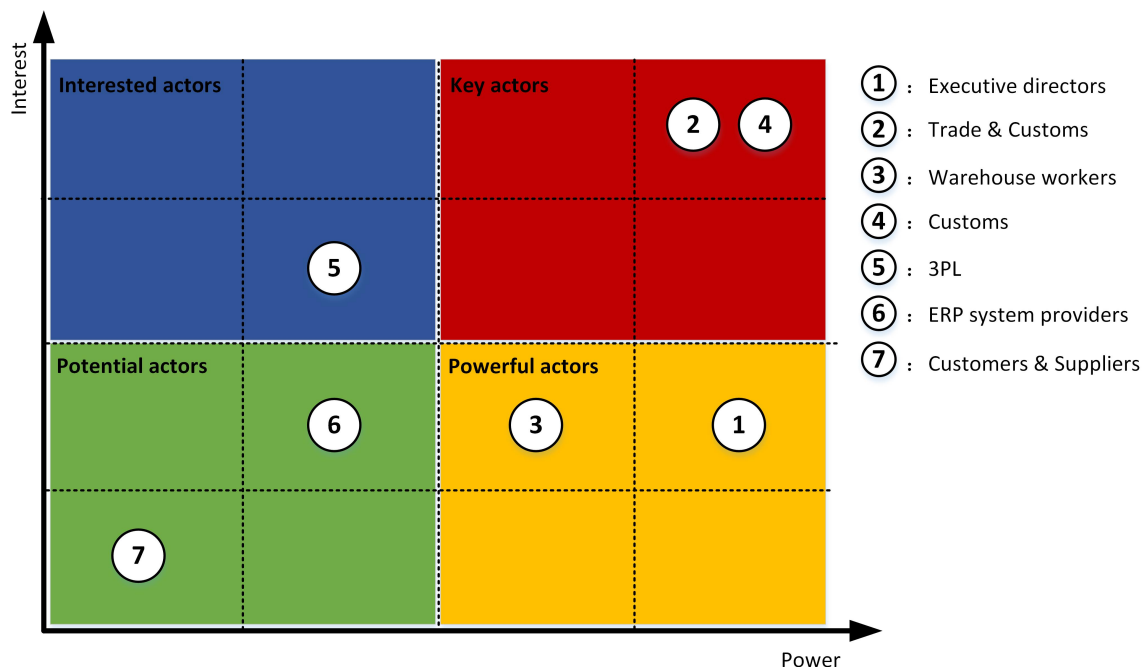 Interest
Interested actors
Key actors
2
4
5
Potential actors
Powerful actors
6
3
1
7
Power
1 : Executive directors
2 : Trade & Customs
3 : Warehouse workers
4 : Customs
5 : 3PL
6 : ERP system providers
7 : Customers & Suppliers